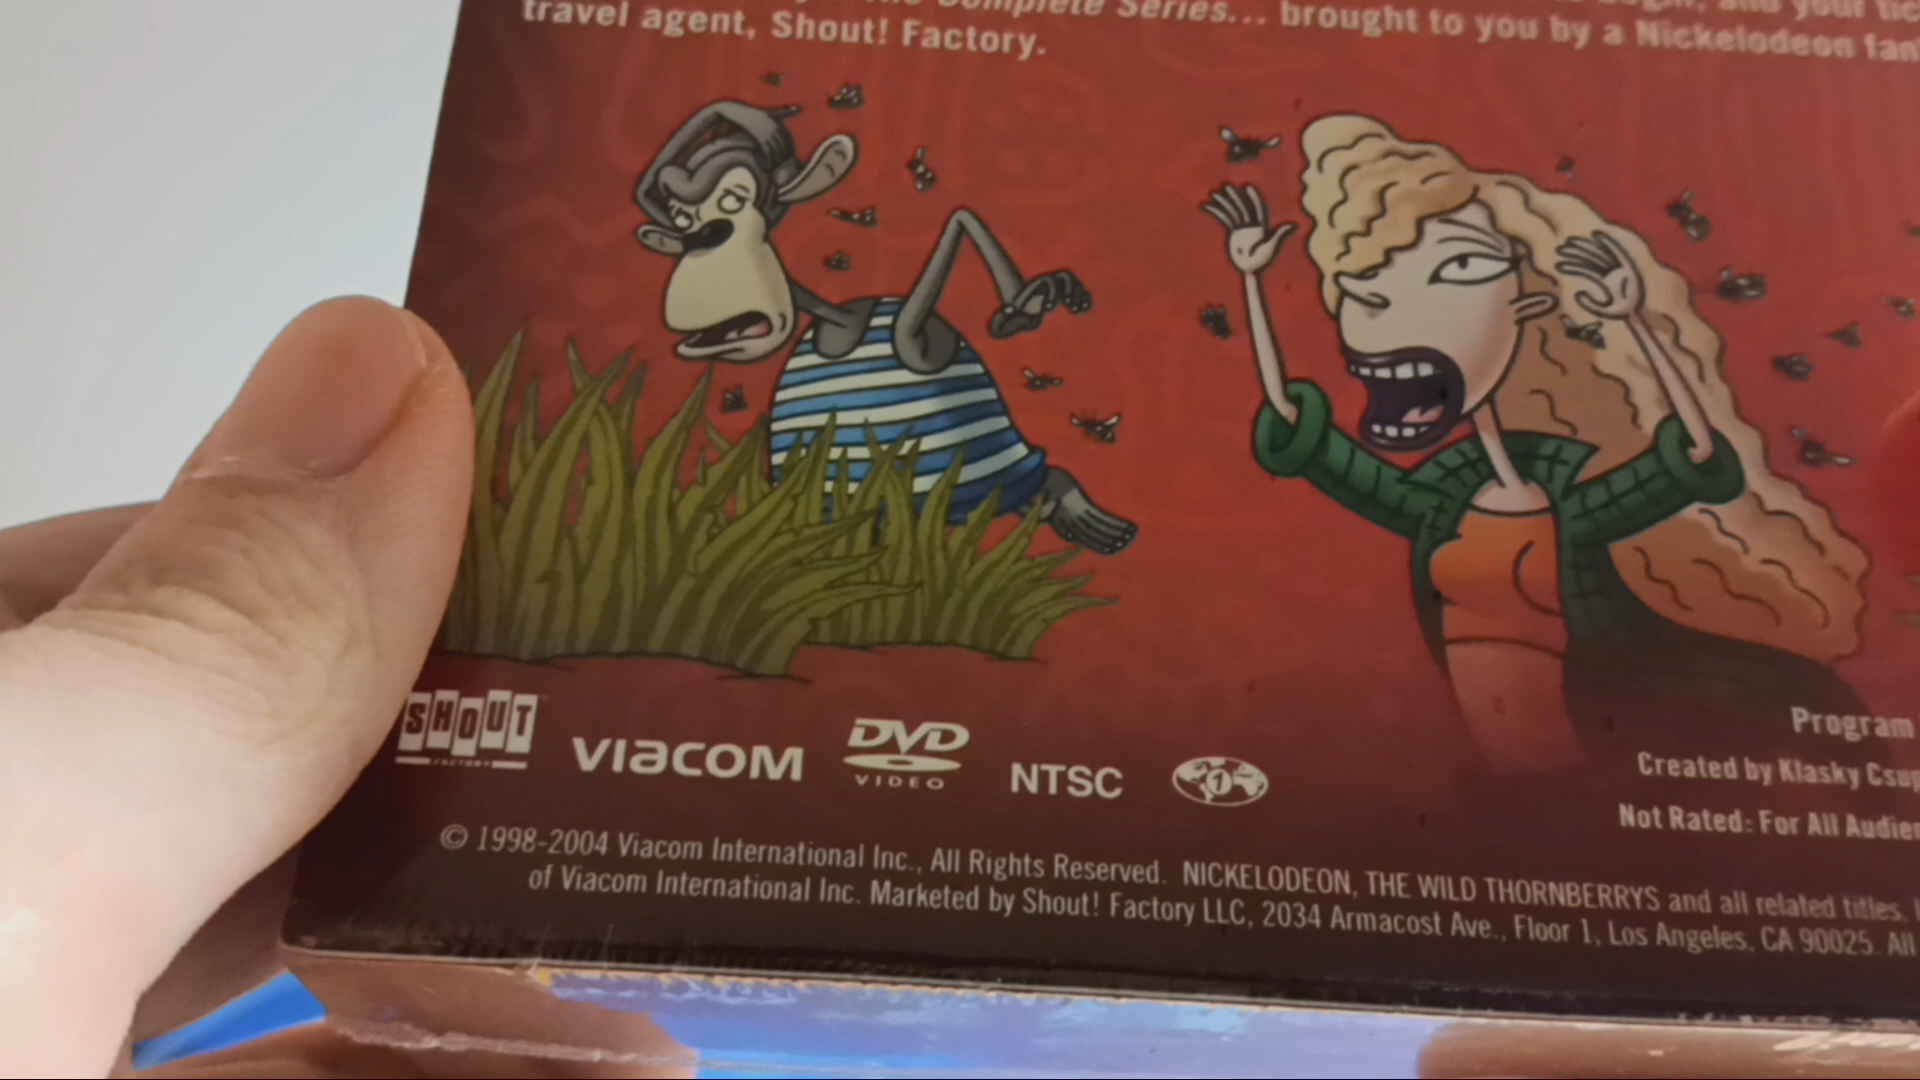 The Complete Series... brought to you by a Nickelodeon fan
travel agent, Shout! Factory.
SHOUT
FACTORY
VIACOM
DVD
VIDEO
NTSC
1
Program
Created by Klasky Csup
Not Rated: For All Audien
© 1998-2004 Viacom International Inc., All Rights Reserved. NICKELODEON, THE WILD THORNBERRYS and all related titles,
of Viacom International Inc. Marketed by Shout! Factory LLC, 2034 Armacost Ave., Floor 1, Los Angeles, CA 90025. All